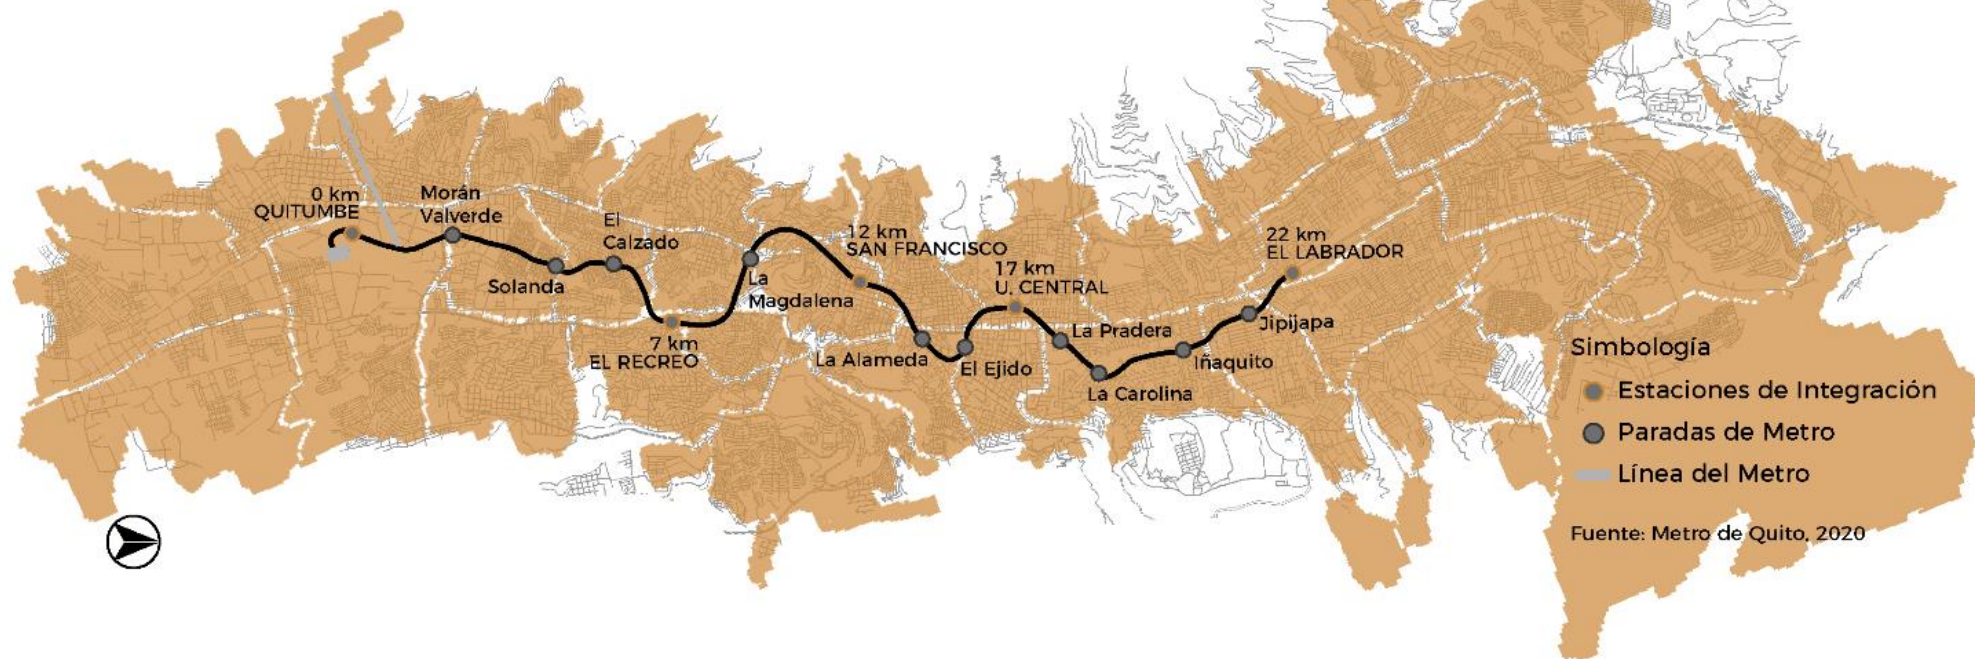 0 km
QUITUMBE
Morán
Valverde
Solanda
El
Calzado
7 km
EL RECREO
La
Magdalena
12 km
SAN FRANCISCO
La Alameda
El Ejido
17 km
U. CENTRAL
La Pradera
La Carolina
Iñaquito
Jipijapa
22 km
EL LABRADOR
Simbología
Estaciones de Integración
Paradas de Metro
Línea del Metro
Fuente: Metro de Quito, 2020